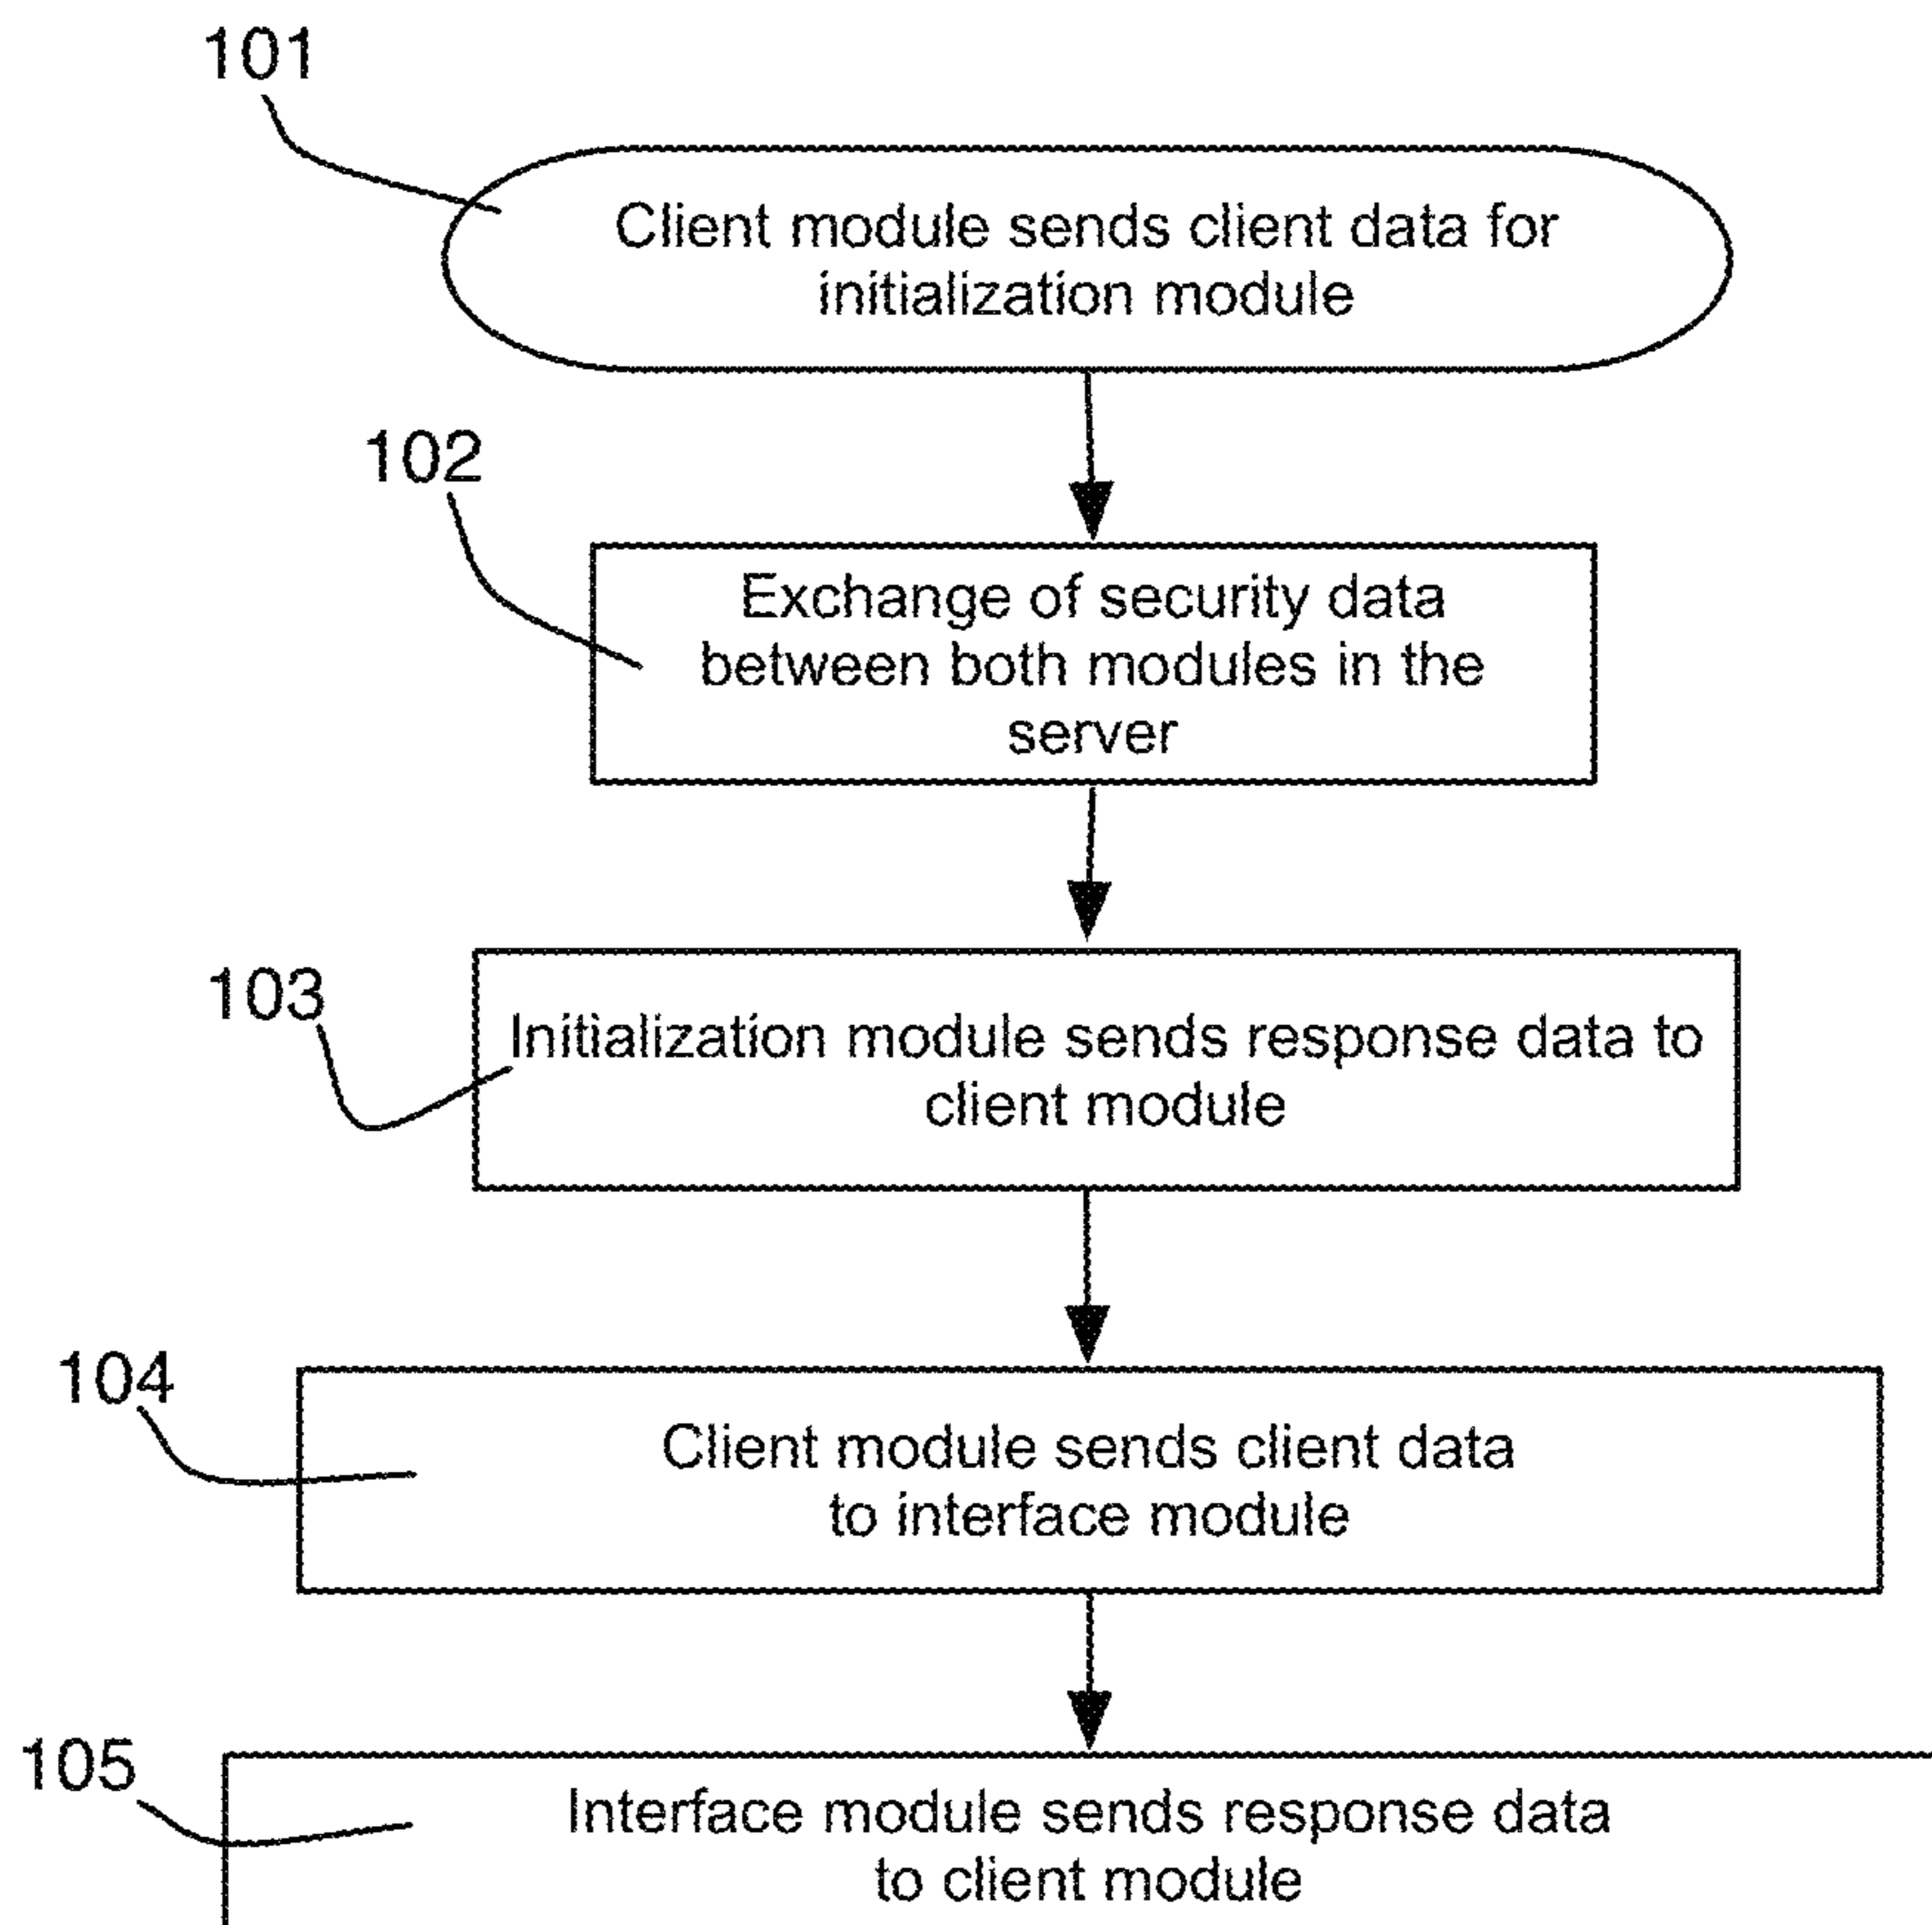 101
Client module sends client data for
initialization module
102
Exchange of security data
between both modules in the
server
103
Initialization module sends response data to
client module
104
Client module sends client data
to interface module
105
Interface module sends response data
to client module